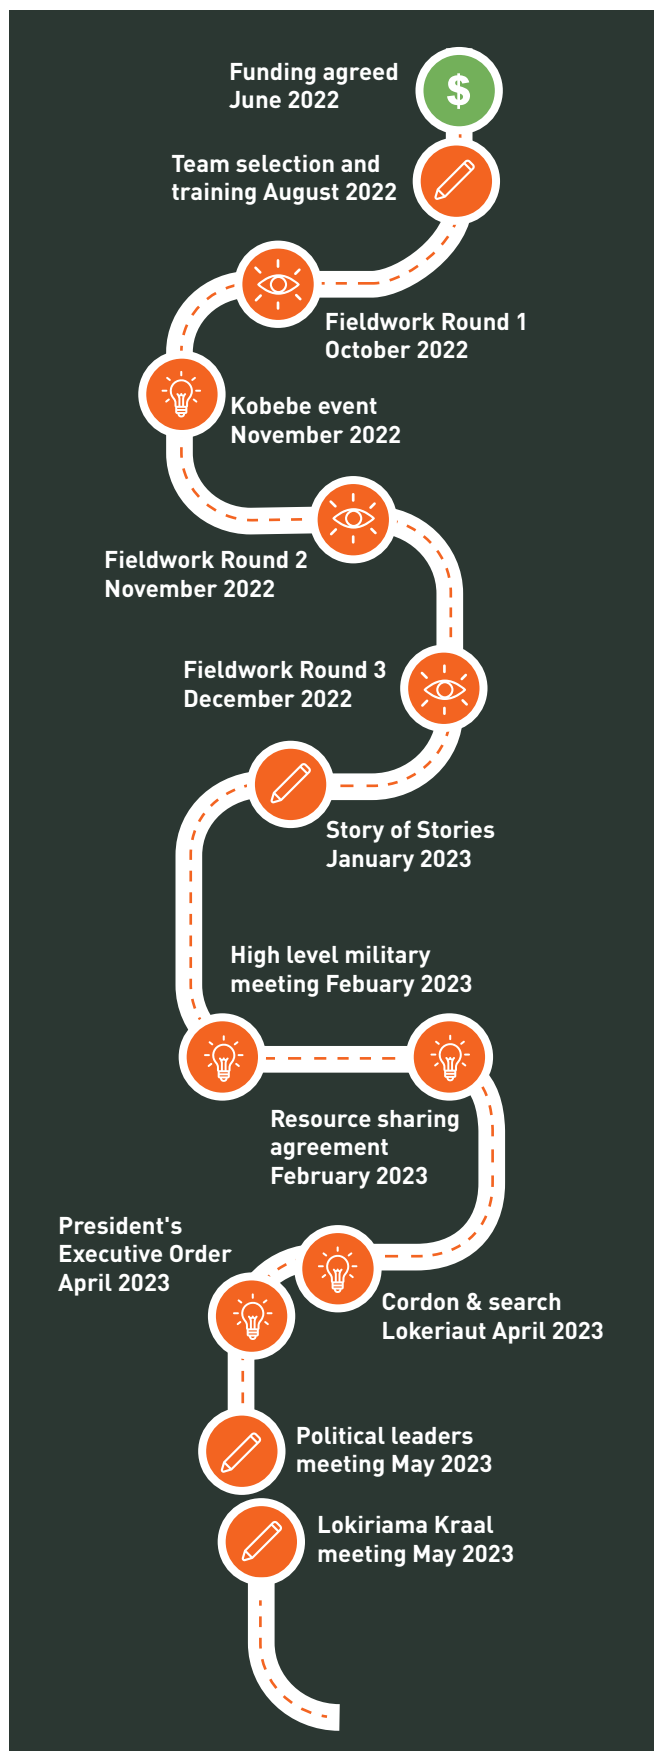 Funding agreed
June 2022
$
Team selection and
training August 2022
Fieldwork Round 1
October 2022
Kobebe event
November 2022
Fieldwork Round 2
November 2022
Fieldwork Round 3
December 2022
Story of Stories
January 2023
High level military
meeting Febuary 2023
Resource sharing
agreement
February 2023
President's
Executive Order
April 2023
Cordon & search
Lokeriaut April 2023
Political leaders
meeting May 2023
Lokiriama Kraal
meeting May 2023